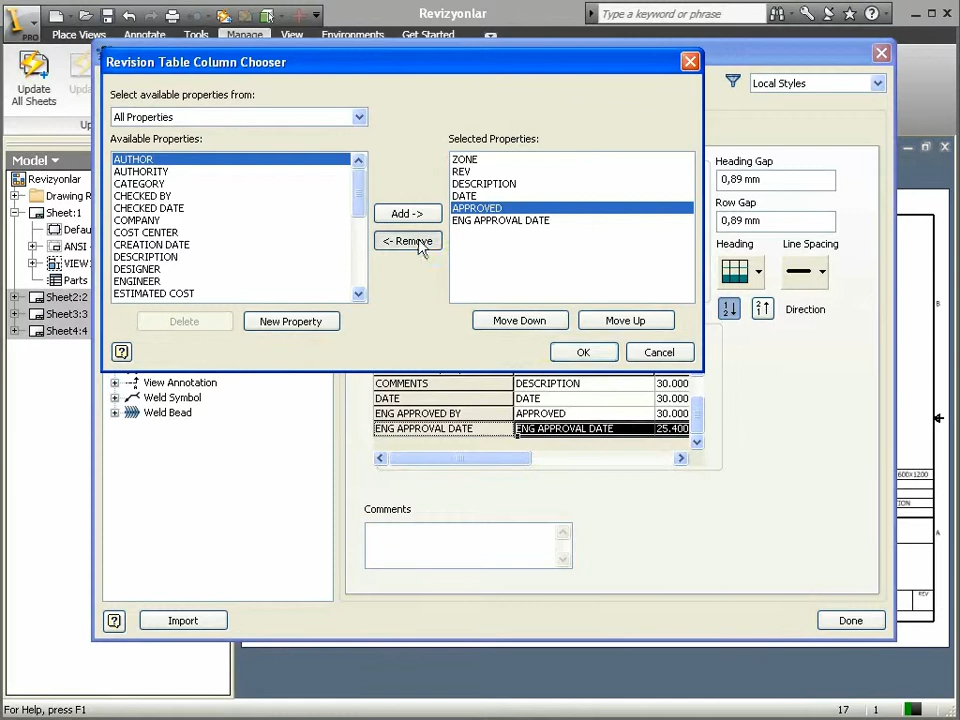 Revizyonlar
Type a keyword or phrase
PRO
Place Views
Annotate
Tools
Manage
View
Environments
Get Started
Update
All Sheets
Revision Table Column Chooser
Select available properties from:
All Properties
Available Properties:
AUTHOR
AUTHORITY
CATEGORY
CHECKED BY
CHECKED DATE
COMPANY
COST CENTER
CREATION DATE
DESCRIPTION
DESIGNER
ENGINEER
ESTIMATED COST
Add ->
<- Remove
Selected Properties:
ZONE
REV
DESCRIPTION
DATE
APPROVED
ENG APPROVAL DATE
Delete
New Property
Move Down
Move Up
OK
Cancel
Local Styles
Heading Gap
0,89 mm
Row Gap
0,89 mm
Heading
Line Spacing
Direction
Model
Revizyonlar
Drawing R
Sheet:1
Defau
ANSI -
VIEW1
Parts
Sheet2:2
Sheet3:3
Sheet4:4
View Annotation
Weld Symbol
Weld Bead
COMMENTS DESCRIPTION 30.000
DATE DATE 30.000
ENG APPROVED BY APPROVED 30.000
ENG APPROVAL DATE ENG APPROVAL DATE 25.400
Comments
Import
Done
For Help, press F1
17 1